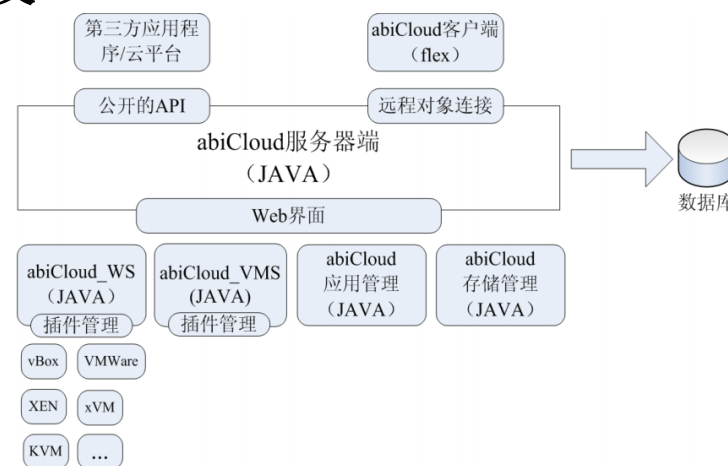 第三方应用程
序/云平台
abiCloud客户端
（flex）
公开的API
远程对象连接
abiCloud服务器端
（JAVA）
数据库
Web界面
abiCloud_WS
（JAVA）
插件管理
abiCloud_VMS
(JAVA)
插件管理
abiCloud
应用管理
（JAVA）
abiCloud
存储管理
（JAVA）
vBox
VMWare
XEN
xVM
KVM
...